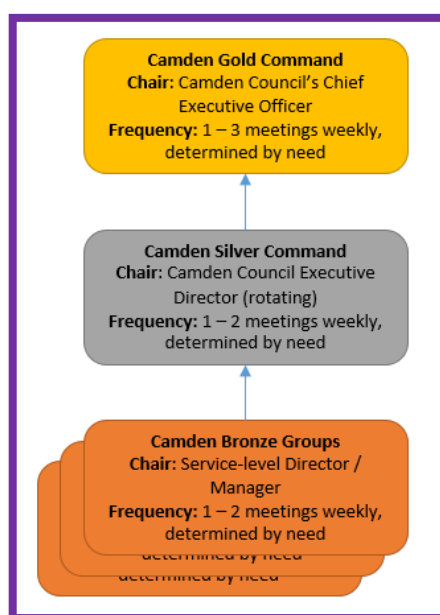 Camden Gold Command
Chair: Camden Council's Chief
Executive Officer
Frequency: 1 – 3 meetings weekly,
determined by need
Camden Silver Command
Chair: Camden Council Executive
Director (rotating)
Frequency: 1 – 2 meetings weekly,
determined by need
Camden Bronze Groups
Chair: Service-level Director /
Manager
Frequency: 1 – 2 meetings weekly,
determined by need
determined by need
determined by need